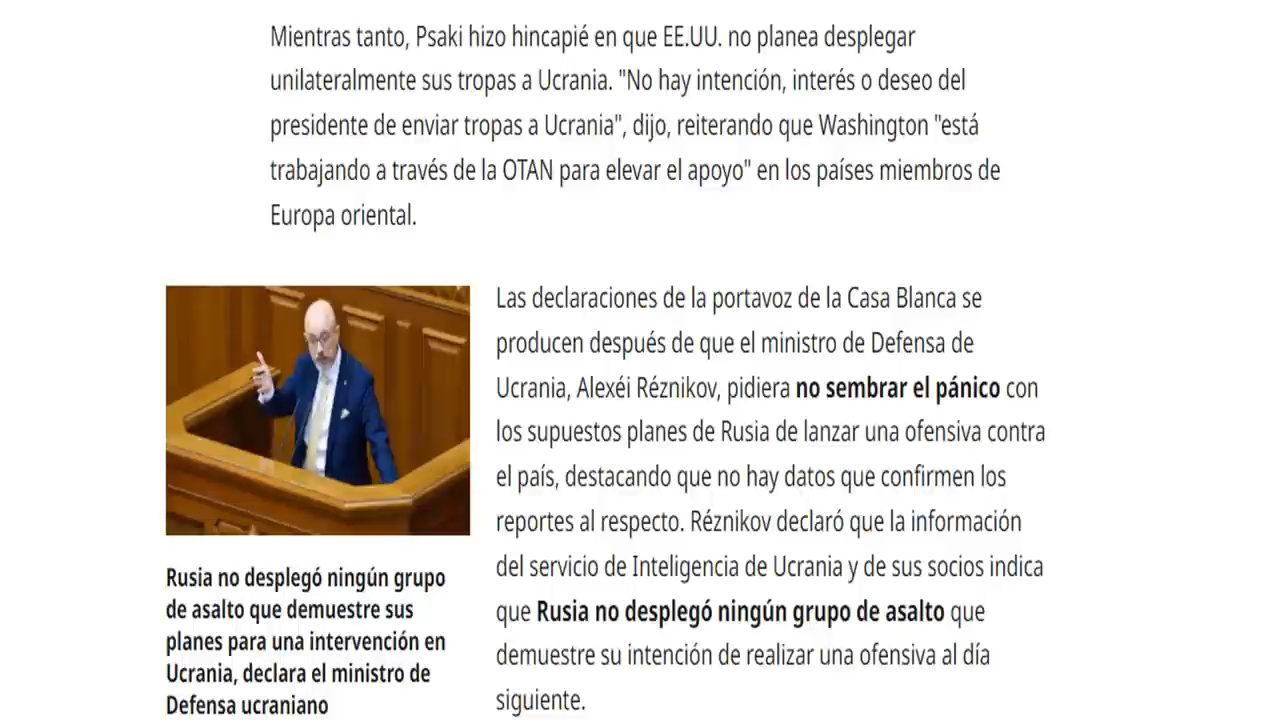 Mientras tanto, Psaki hizo hincapié en que EE.UU. no planea desplegar
unilateralmente sus tropas a Ucrania. "No hay intención, interés o deseo del
presidente de enviar tropas a Ucrania", dijo, reiterando que Washington "está
trabajando a través de la OTAN para elevar el apoyo" en los países miembros de
Europa oriental.
Las declaraciones de la portavoz de la Casa Blanca se
producen después de que el ministro de Defensa de
Ucrania, Alexéi Réznikov, pidiera no sembrar el pánico con
los supuestos planes de Rusia de lanzar una ofensiva contra
el país, destacando que no hay datos que confirmen los
reportes al respecto. Réznikov declaró que la información
del servicio de Inteligencia de Ucrania y de sus socios indica
que Rusia no desplegó ningún grupo de asalto que
demuestre su intención de realizar una ofensiva al día
siguiente.
Rusia no desplegó ningún grupo
de asalto que demuestre sus
planes para una intervención en
Ucrania, declara el ministro de
Defensa ucraniano